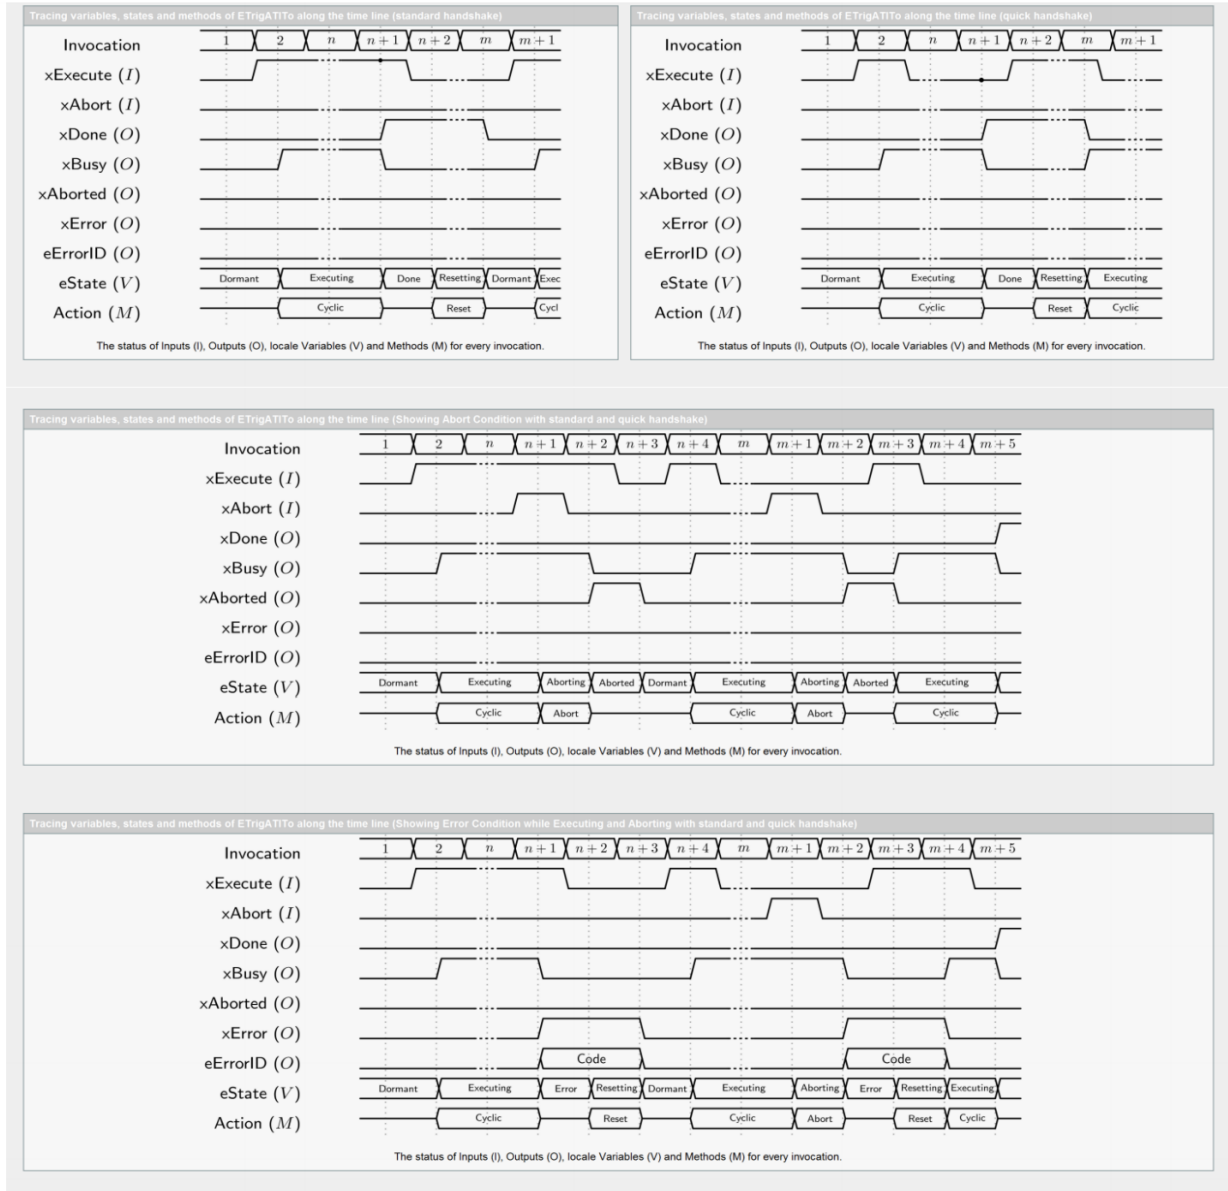 Tracing variables, states and methods of ETrigATITo along the time line (standard handshake)
Invocation 1 2 n n + 1 n + 2 m m + 1
xExecute (I)
xAbort (I)
xDone (O)
xBusy (O)
xAborted (O)
xError (O)
eErrorID (O)
eState (V) Dormant Executing Done Resetting Dormant Exec
Action (M) Cyclic Reset Cycl
The status of Inputs (I), Outputs (O), locale Variables (V) and Methods (M) for every invocation.
Tracing variables, states and methods of ETrigATITo along the time line (quick handshake)
Invocation 1 2 n n + 1 n + 2 m m + 1
xExecute (I)
xAbort (I)
xDone (O)
xBusy (O)
xAborted (O)
xError (O)
eErrorID (O)
eState (V) Dormant Executing Done Resetting Executing
Action (M) Cyclic Reset Cyclic
The status of Inputs (I), Outputs (O), locale Variables (V) and Methods (M) for every invocation.
Tracing variables, states and methods of ETrigATITo along the time line (Showing Abort Condition with standard and quick handshake)
Invocation 1 2 n n + 1 n + 2 n + 3 n + 4 m m + 1 m + 2 m + 3 m + 4 m + 5
xExecute (I)
xAbort (I)
xDone (O)
xBusy (O)
xAborted (O)
xError (O)
eErrorID (O)
eState (V) Dormant Executing Aborting Aborted Dormant Executing Aborting Aborted Executing
Action (M) Cyclic Abort Cyclic Abort Cyclic
The status of Inputs (I), Outputs (O), locale Variables (V) and Methods (M) for every invocation.
Tracing variables, states and methods of ETrigATITo along the time line (Showing Error Condition while Executing and Aborting with standard and quick handshake)
Invocation 1 2 n n + 1 n + 2 n + 3 n + 4 m m + 1 m + 2 m + 3 m + 4 m + 5
xExecute (I)
xAbort (I)
xDone (O)
xBusy (O)
xAborted (O)
xError (O)
eErrorID (O) Code Code
eState (V) Dormant Executing Error Resetting Dormant Executing Aborting Error Resetting Executing
Action (M) Cyclic Reset Cyclic Abort Reset Cyclic
The status of Inputs (I), Outputs (O), locale Variables (V) and Methods (M) for every invocation.